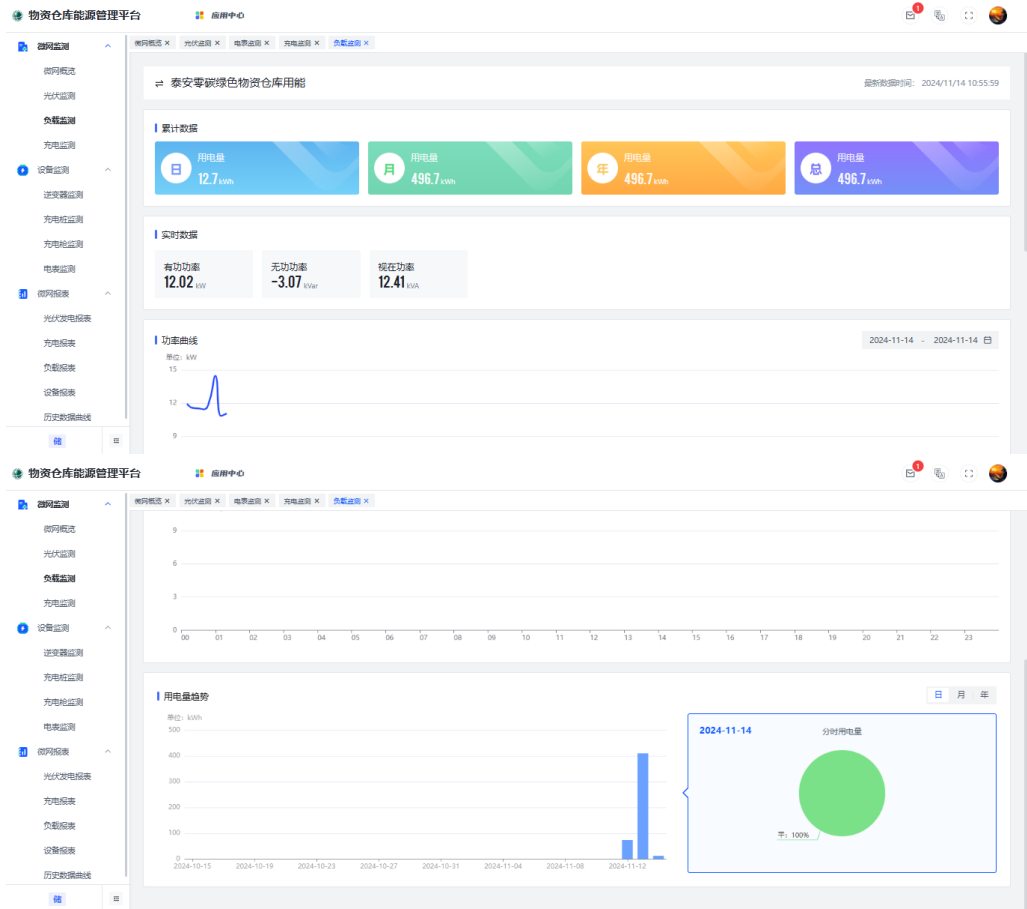 物资仓库能源管理平台
应用中心
1
微网监测
微网概览
光伏监测
负载监测
充电监测
设备监测
逆变器监测
充电桩监测
充电枪监测
电表监测
微网报表
光伏发电报表
充电报表
负载报表
设备报表
历史数据曲线
储
微网概览 ×
光伏监测 ×
电表监测 ×
充电监测 ×
负载监测 ×
泰安零碳绿色物资仓库用能
最新数据时间： 2024/11/14 10:55:59
累计数据
日
用电量
12.7 kWh
月
用电量
496.7 kWh
年
用电量
496.7 kWh
总
用电量
496.7 kWh
实时数据
有功功率
12.02 kW
无功功率
-3.07 kVar
视在功率
12.41 kVA
功率曲线
2024-11-14 - 2024-11-14
单位：kW
15
12
9
物资仓库能源管理平台
应用中心
1
微网监测
微网概览
光伏监测
负载监测
充电监测
设备监测
逆变器监测
充电桩监测
充电枪监测
电表监测
微网报表
光伏发电报表
充电报表
负载报表
设备报表
历史数据曲线
储
微网概览 ×
光伏监测 ×
电表监测 ×
充电监测 ×
负载监测 ×
9
6
3
0
00 01 02 03 04 05 06 07 08 09 10 11 12 13 14 15 16 17 18 19 20 21 22 23
用电量趋势
日 月 年
单位：kWh
500
400
300
200
100
0
2024-10-15 2024-10-19 2024-10-23 2024-10-27 2024-10-31 2024-11-04 2024-11-08 2024-11-12
2024-11-14
分时用电量
平：100%